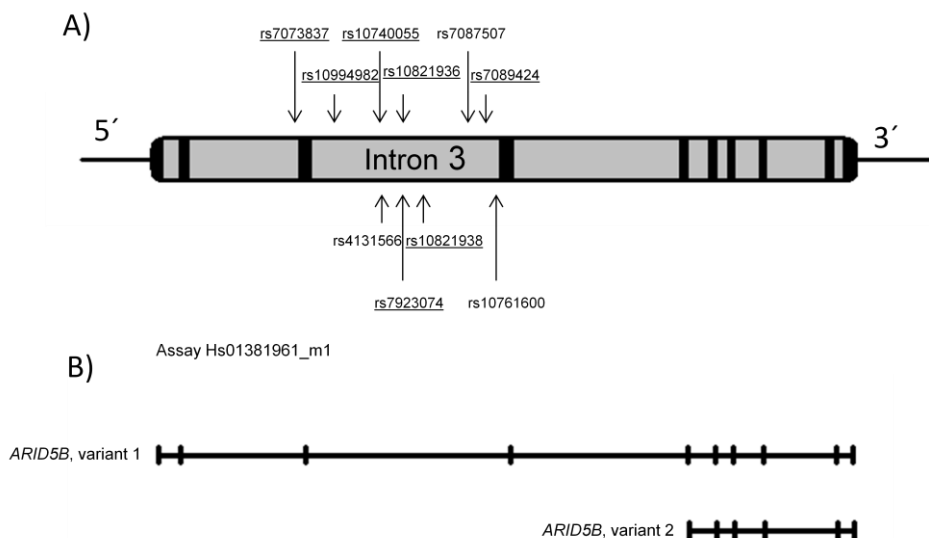 A)
rs7073837 rs10740055 rs7087507
rs10994982 rs10821936 rs7089424
5´ 3´
Intron 3
rs4131566 rs10821938
rs7923074 rs10761600
Assay Hs01381961_m1
B)
ARID5B, variant 1
ARID5B, variant 2